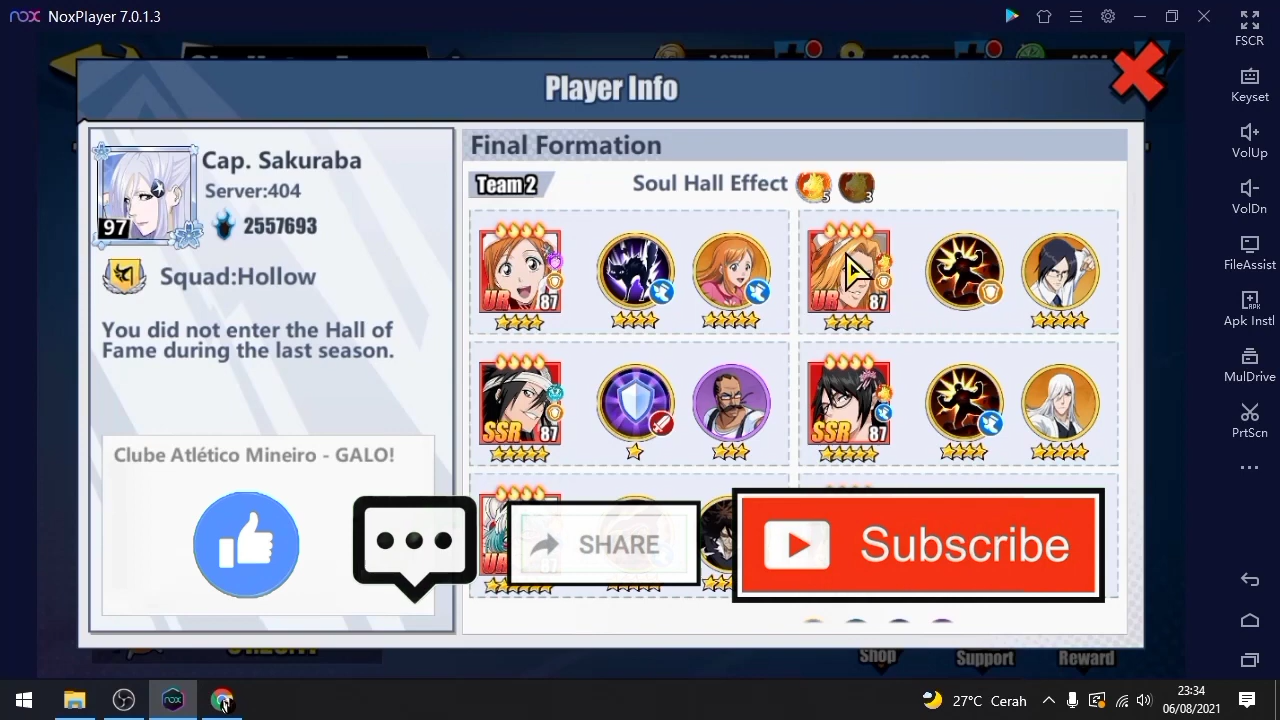 nox NoxPlayer 7.0.1.3
FSCR
Keyset
VolUp
VolDn
FileAssist
Apk Instl
MulDrive
PrtScn
Player Info
Cap. Sakuraba
Server:404
97
2557693
Squad:Hollow
You did not enter the Hall of
Fame during the last season.
Clube Atlético Mineiro - GALO!
Final Formation
Team 2
Soul Hall Effect
5
3
UR 87
UR 87
SSR 87
SSR 87
UR 87
SHARE
Subscribe
Shop
Support
Reward
27°C Cerah
23:34
06/08/2021